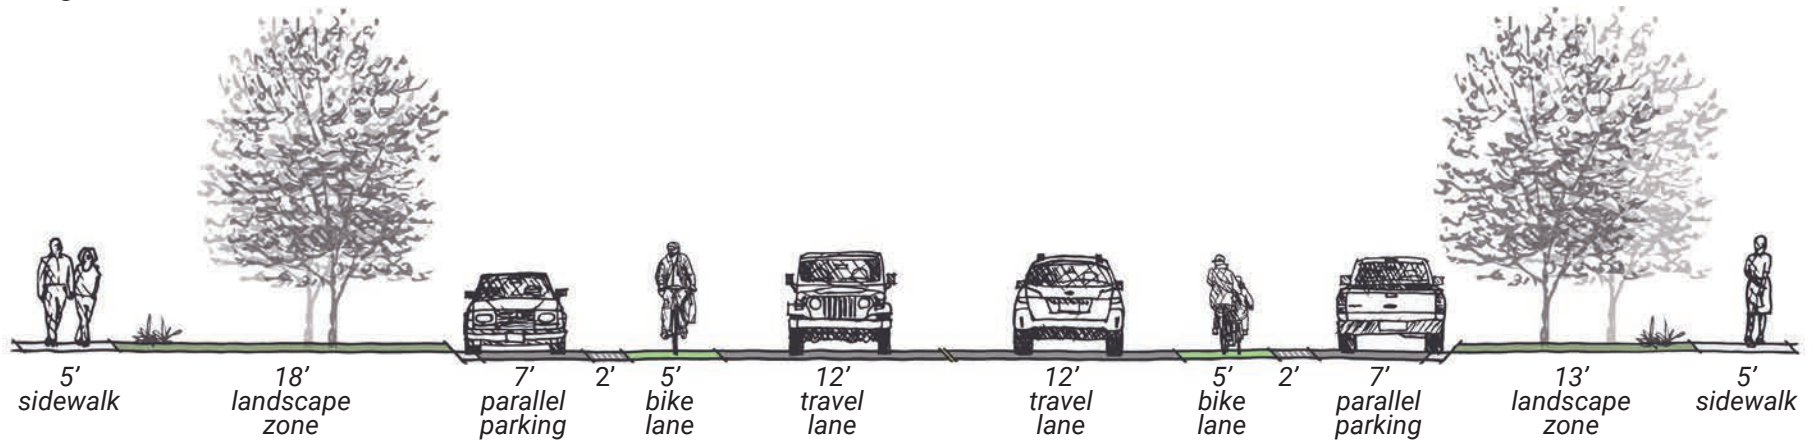 5’ 18’ 7’ 2’ 5’ 12’ 12’ 5’ 2’ 7’ 13’ 5’
sidewalk landscape parallel bike travel travel bike parallel landscape sidewalk
zone parking lane lane lane lane parking zone